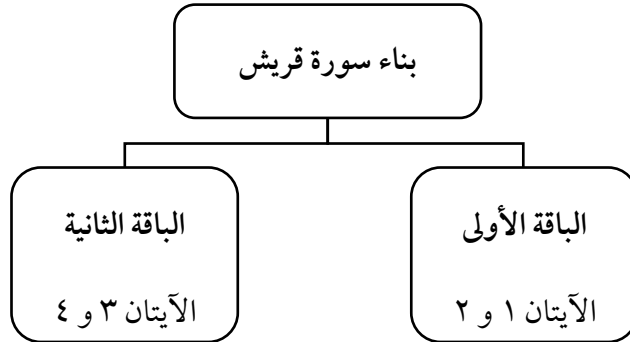 بناء سورة قريش
الباقة الأولى
الآيتان ١ و ٢
الباقة الثانية
الآيتان ٣ و ٤